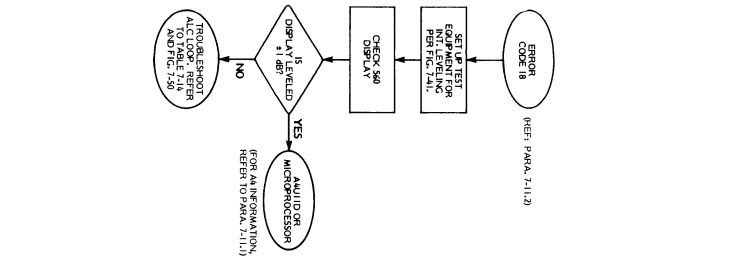 ERROR
CODE 18
(REF: PARA. 7-11.2)
SET UP TEST
EQUIPMENT FOR
INT. LEVELING
PER FIG. 7-41.
CHECK 560
DISPLAY
IS
DISPLAY LEVELED
±1 dB?
YES
A4U11D OR
MICROPROCESSOR
(FOR A4 INFORMATION,
REFER TO PARA. 7-11.1)
NO
TROUBLESHOOT
ALC LOOP. REFER
TO TABLE 7-14
AND FIG. 7-50